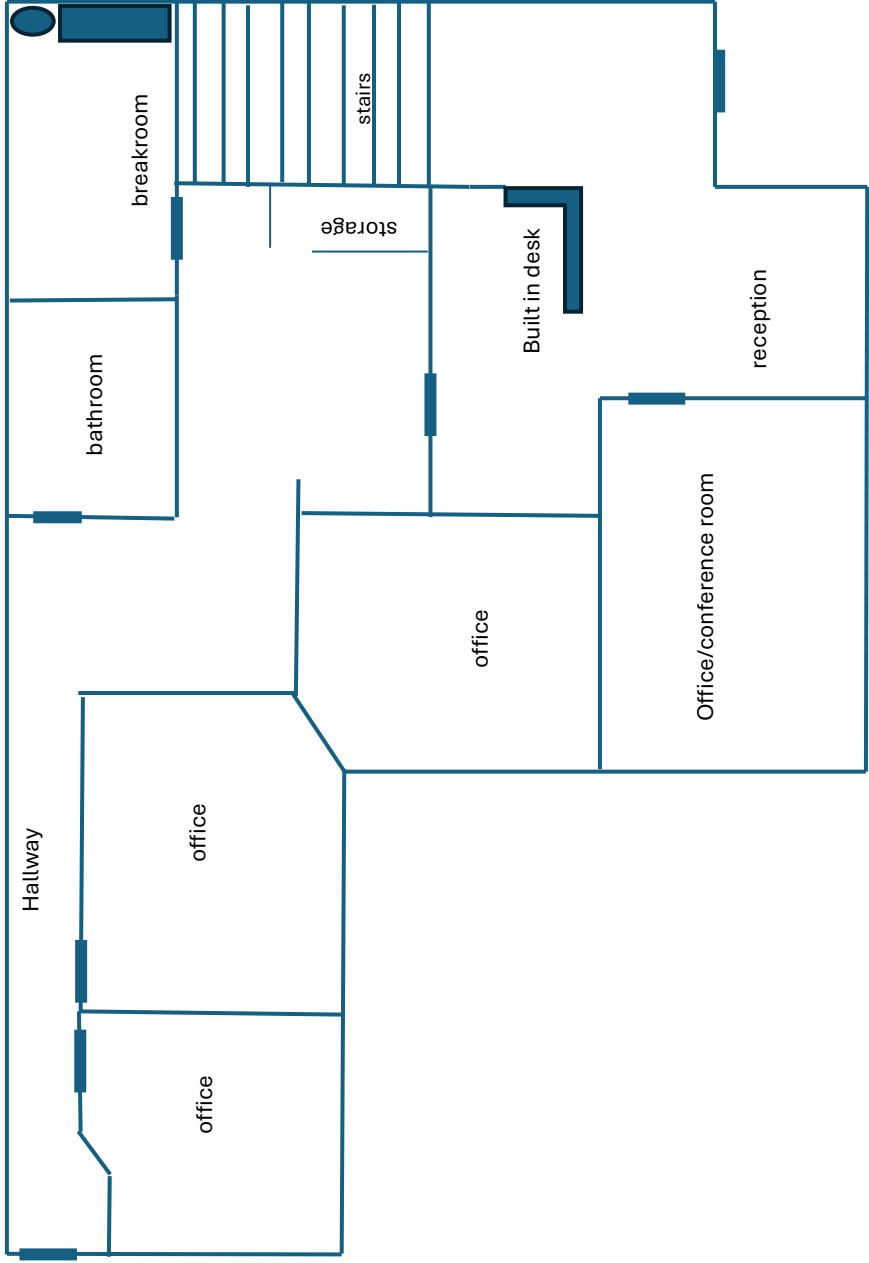 breakroom
stairs
storage
bathroom
Built in desk
reception
office
Office/conference room
Hallway
office
office